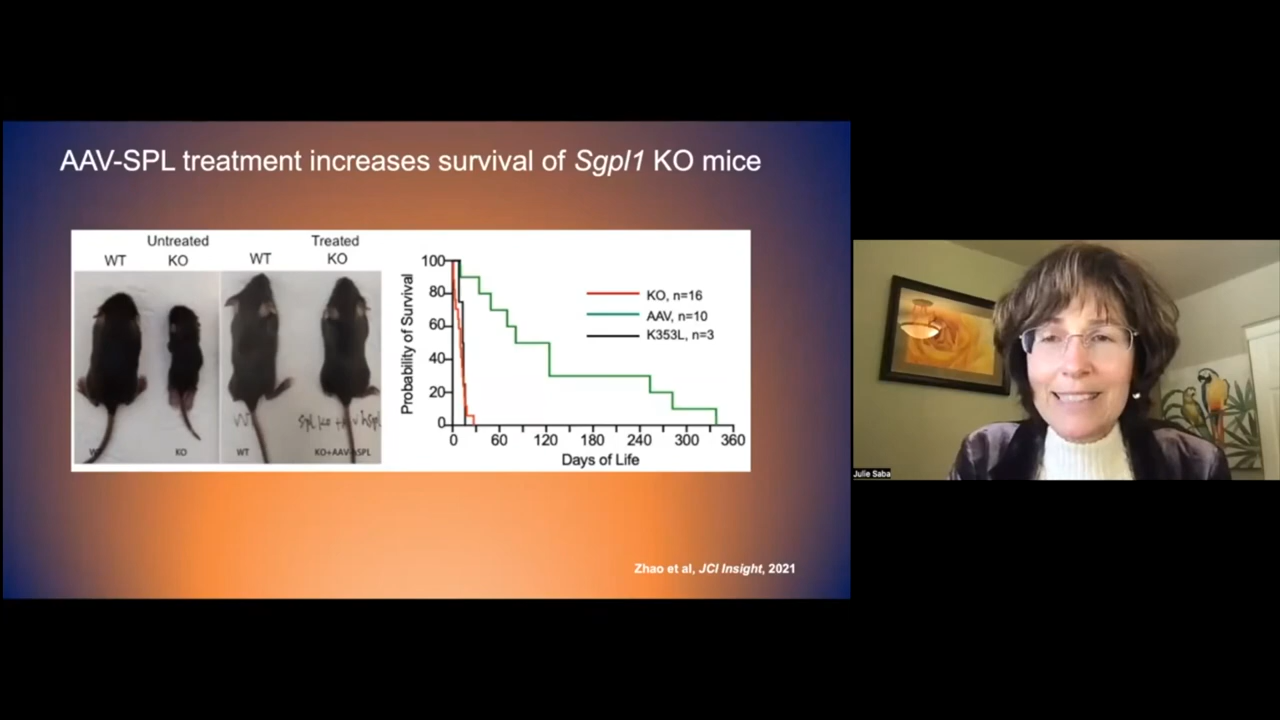 AAV-SPL treatment increases survival of Sgpl1 KO mice
Untreated
Treated
WT
KO
WT
KO
WT
KO
WT
KO+AAV-hSPL
Probability of Survival
100
80
60
40
20
0
0 60 120 180 240 300 360
Days of Life
KO, n=16
AAV, n=10
K353L, n=3
Zhao et al, JCI Insight, 2021
Julie Saba